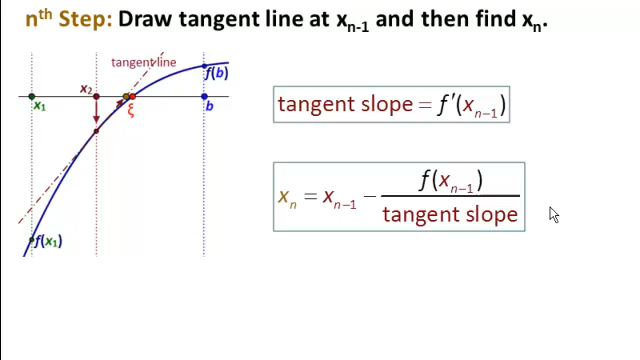 nth Step: Draw tangent line at xn-1 and then find xn.
tangent line
f(b)
x1
x2
ξ
b
f(x1)
tangent slope = f′(xn−1)
xn = xn−1 − f(xn−1) / tangent slope